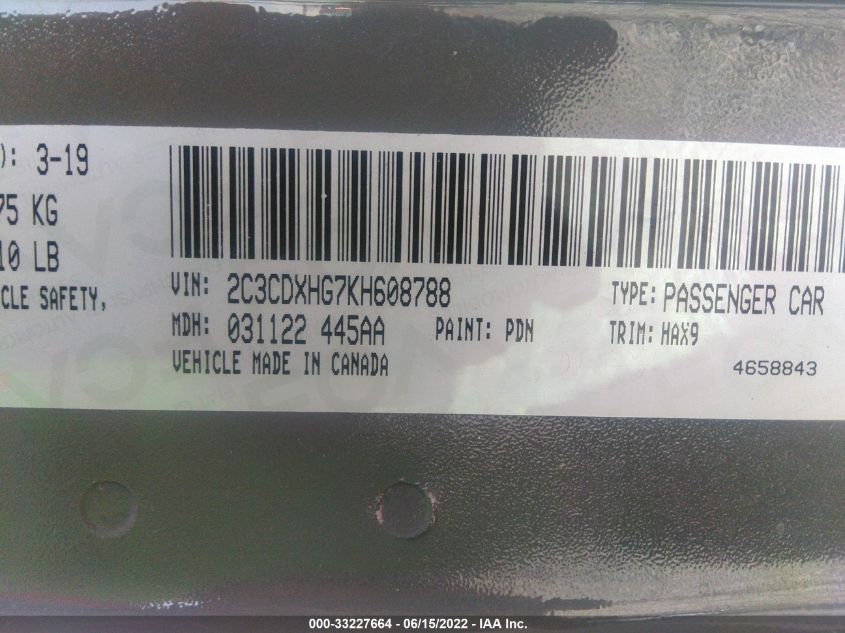 ): 3-19
75 KG
10 LB
CLE SAFETY,
VIN: 2C3CDXHG7KH608788 TYPE: PASSENGER CAR
MDH: 031122 445AA PAINT: PDN TRIM: HAX9
VEHICLE MADE IN CANADA 4658843
000-33227664 - 06/15/2022 - IAA Inc.